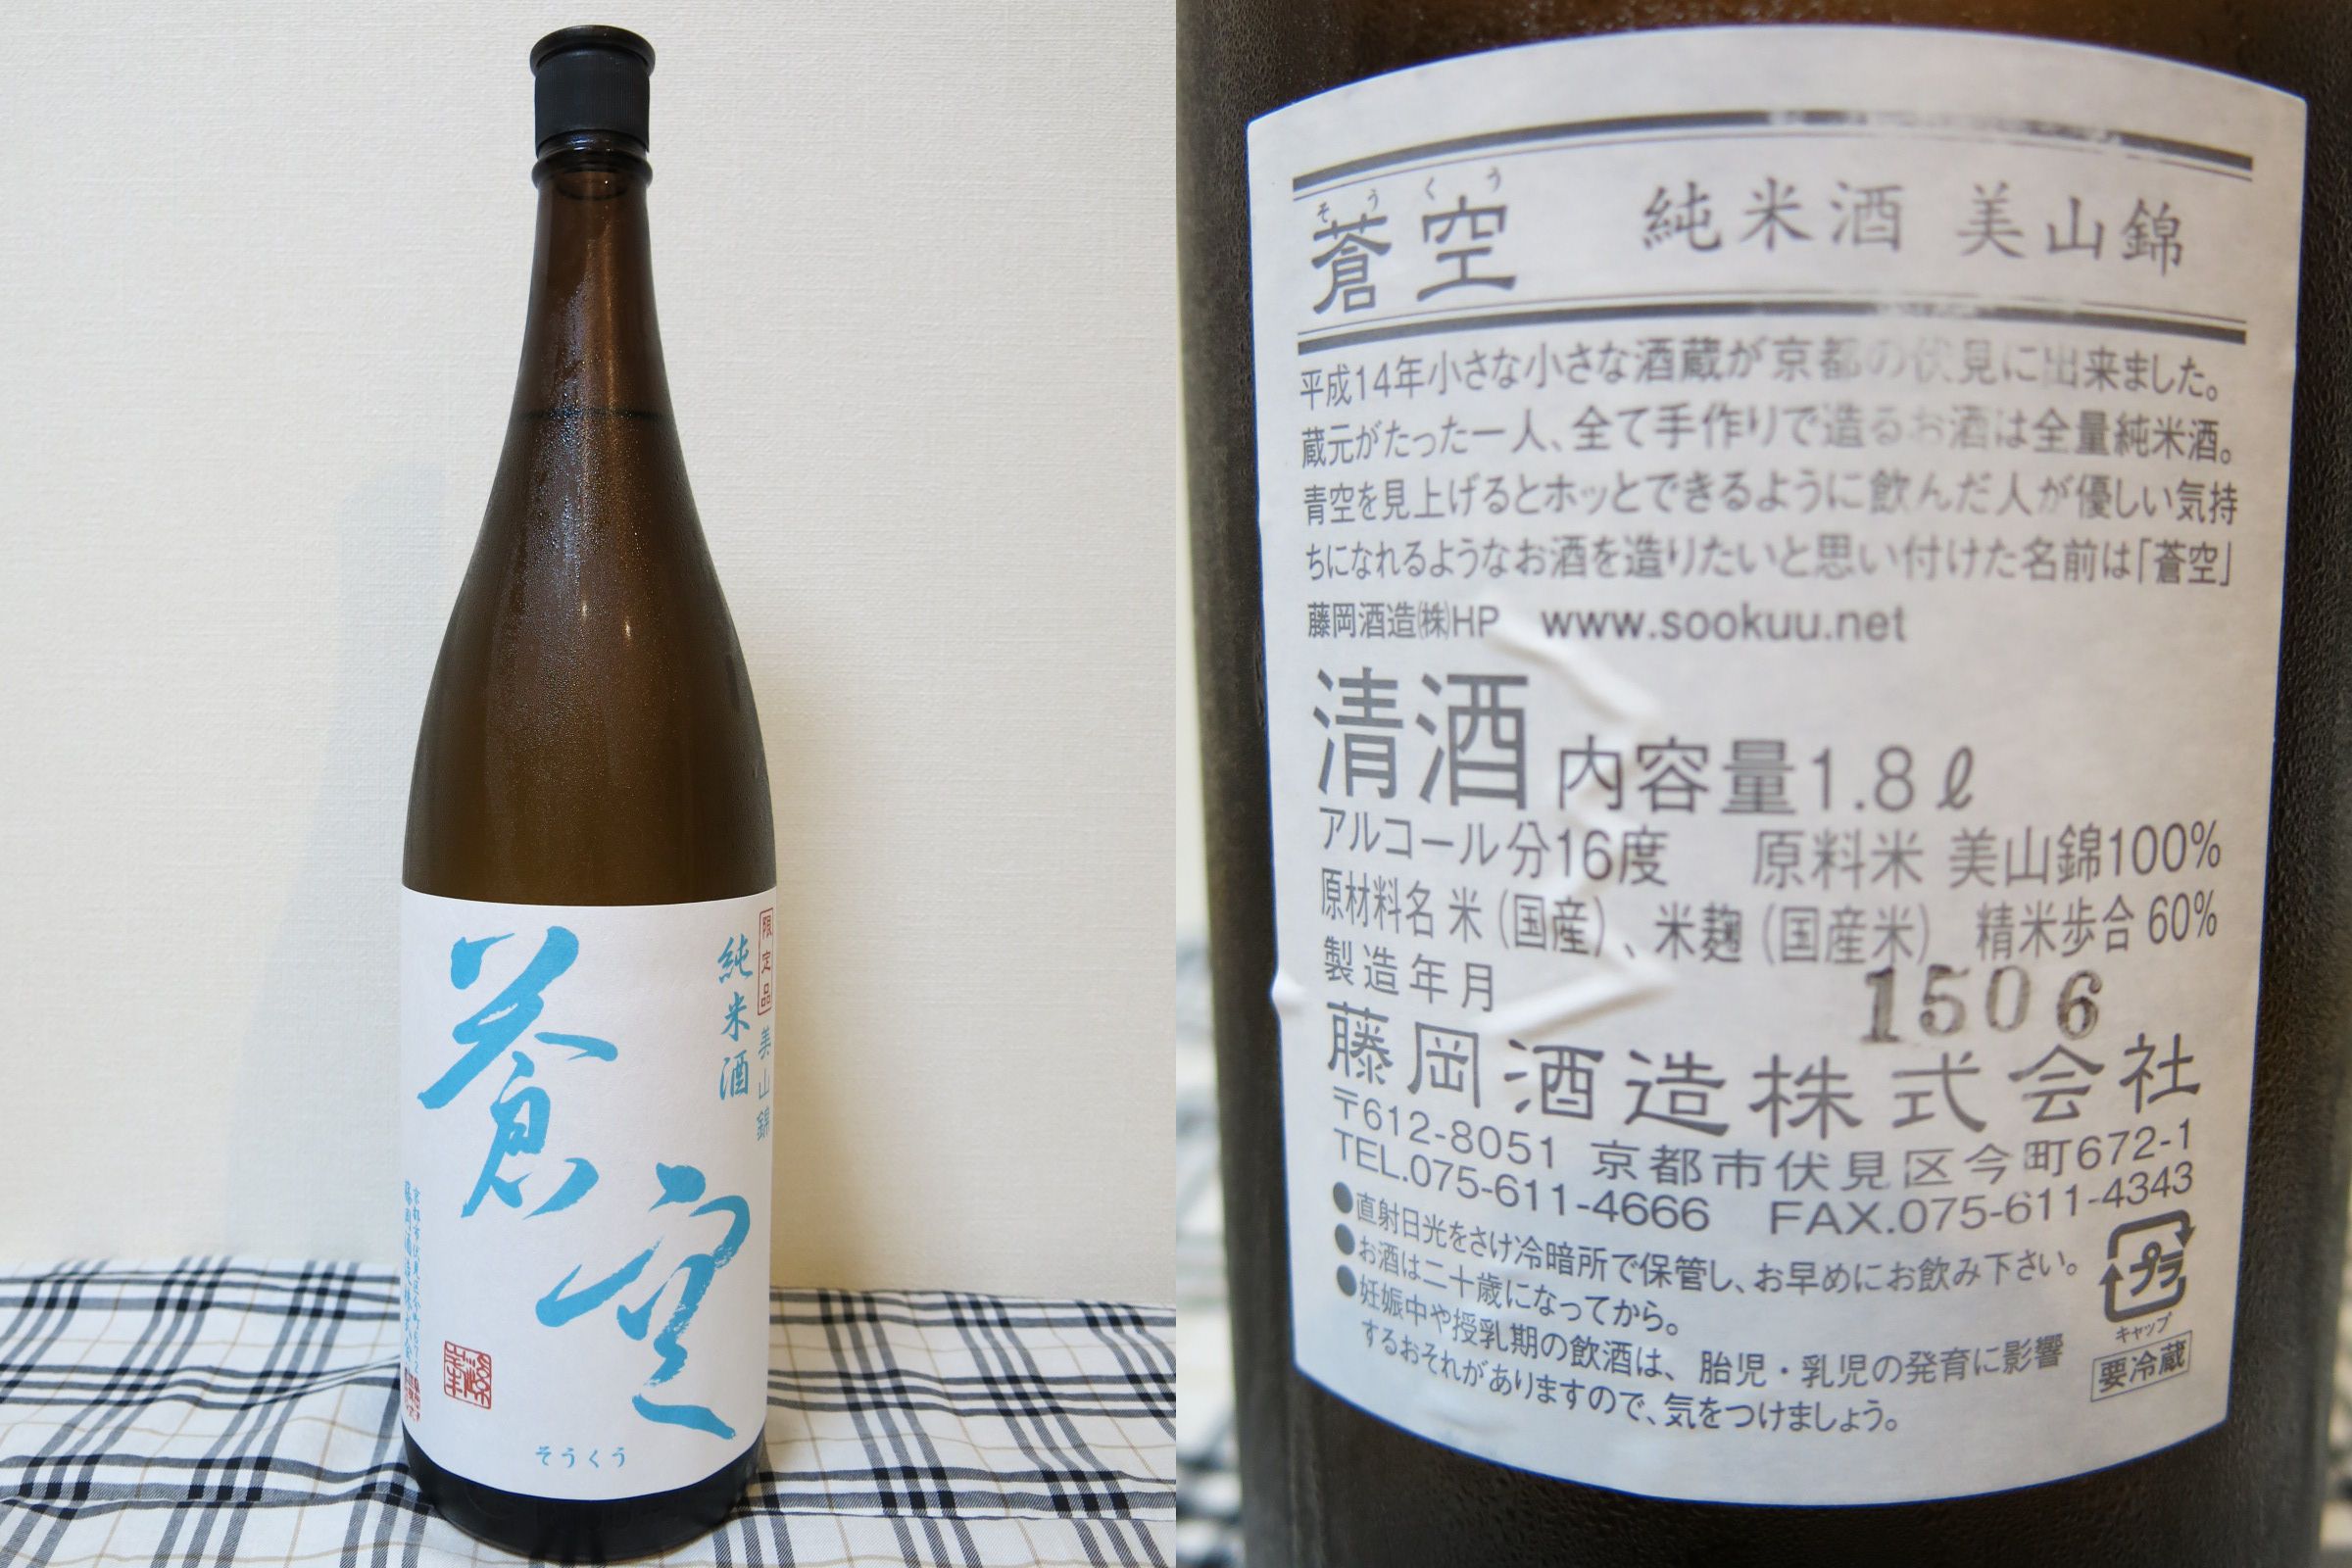 蒼空
純米酒
限定品
美山錦
そうくう
そうくう
蒼空 純米酒 美山錦
平成14年小さな小さな酒蔵が京都の伏見に出来ました。
蔵元がたった一人、全て手作りで造るお酒は全量純米酒。
青空を見上げるとホッとできるように飲んだ人が優しい気持
ちになれるようなお酒を造りたいと思い付けた名前は「蒼空」
藤岡酒造㈱HP www.sookuu.net
清酒 内容量1.8ℓ
アルコール分16度 原料米 美山錦100%
原材料名 米(国産)、米麹(国産米) 精米歩合 60%
製造年月 1506
藤岡酒造株式会社
〒612-8051 京都市伏見区今町672-1
TEL.075-611-4666 FAX.075-611-4343
●直射日光をさけ冷暗所で保管し、お早めにお飲み下さい。
●お酒は二十歳になってから。
●妊娠中や授乳期の飲酒は、胎児・乳児の発育に影響
するおそれがありますので、気をつけましょう。
プラ
キャップ
要冷蔵